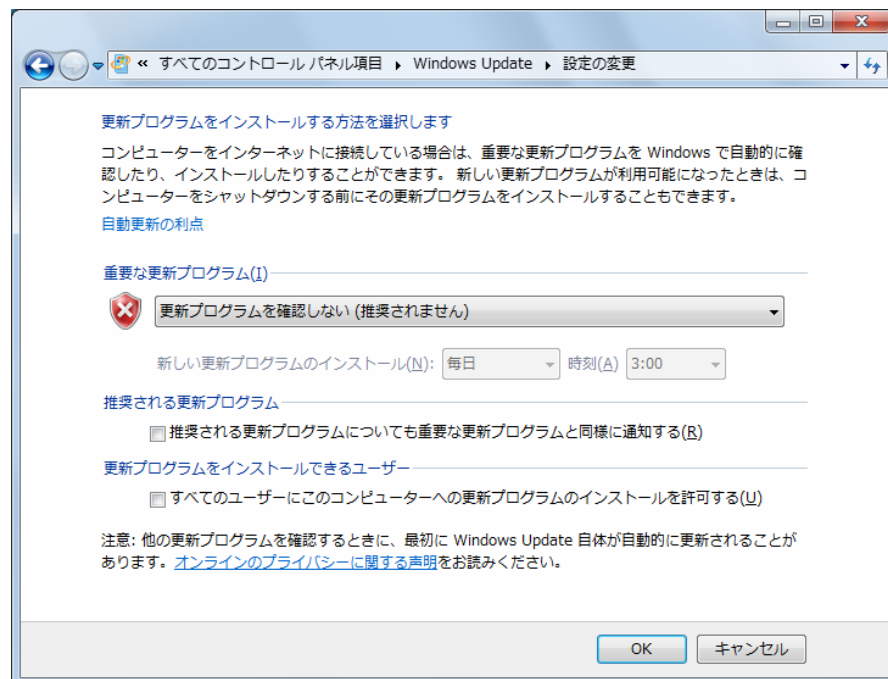 « すべてのコントロール パネル項目 ▸ Windows Update ▸ 設定の変更
更新プログラムをインストールする方法を選択します
コンピューターをインターネットに接続している場合は、重要な更新プログラムを Windows で自動的に確
認したり、インストールしたりすることができます。 新しい更新プログラムが利用可能になったときは、コ
ンピューターをシャットダウンする前にその更新プログラムをインストールすることもできます。
自動更新の利点
重要な更新プログラム(I)
更新プログラムを確認しない (推奨されません)
新しい更新プログラムのインストール(N): 毎日 時刻(A) 3:00
推奨される更新プログラム
推奨される更新プログラムについても重要な更新プログラムと同様に通知する(R)
更新プログラムをインストールできるユーザー
すべてのユーザーにこのコンピューターへの更新プログラムのインストールを許可する(U)
注意: 他の更新プログラムを確認するときに、最初に Windows Update 自体が自動的に更新されることが
あります。オンラインのプライバシーに関する声明をお読みください。
OK キャンセル